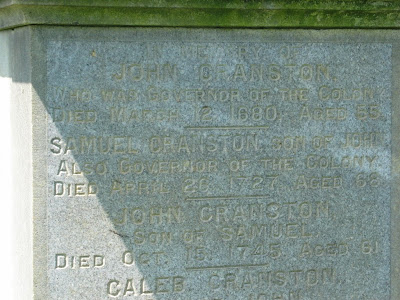 JOHN CRANSTON,
WHO WAS GOVERNOR OF THE COLONY
DIED MARCH 12, 1680, AGED 55
SAMUEL CRANSTON, SON OF JOHN
ALSO GOVERNOR OF THE COLONY
DIED APRIL 26, 1727, AGED 68
JOHN CRANSTON,
SON OF SAMUEL
DIED OCT. 15, 1745, AGED 61
CALEB CRANSTON,